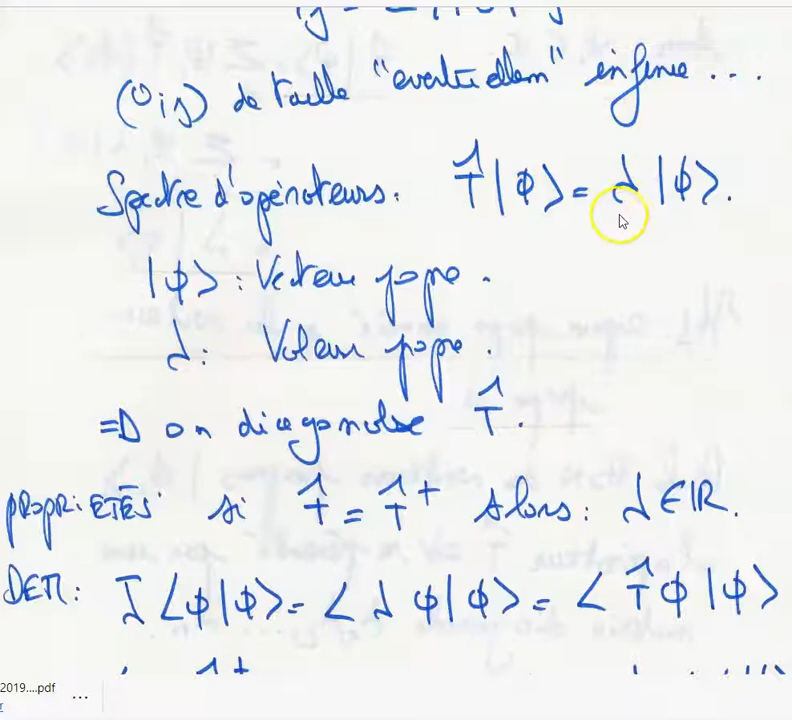 (Oij) de taille "eventuellem" infinie ...
Spectre d'opérateurs. T̂|ϕ⟩ = λ|ϕ⟩.
|ϕ⟩ : Vecteur propre.
λ : Valeur propre.
=D on diagonalise T̂.
PROPRIÉTÉS: si T̂ = T̂⁺ Alors : λ ∈ ℝ.
DEM: λ̄⟨ϕ|ϕ⟩ = ⟨λϕ|ϕ⟩ = ⟨T̂ϕ|ϕ⟩
2019....pdf ...